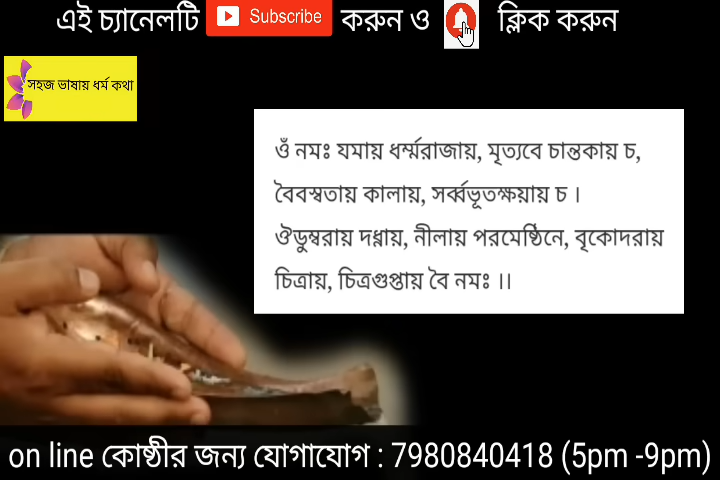 এই চ্যানেলটি Subscribe করুন ও ক্লিক করুন
সহজ ভাষায় ধর্ম কথা
ওঁ নমঃ যমায় ধর্ম্মরাজায়, মৃত্যবে চান্তকায় চ,
বৈবস্বতায় কালায়, সর্ব্বভূতক্ষয়ায় চ ।
ঔডুম্বরায় দধ্নায়, নীলায় পরমেষ্ঠিনে, বৃকোদরায়
চিত্রায়, চিত্রগুপ্তায় বৈ নমঃ ।।
on line কোষ্ঠীর জন্য যোগাযোগ : 7980840418 (5pm -9pm)